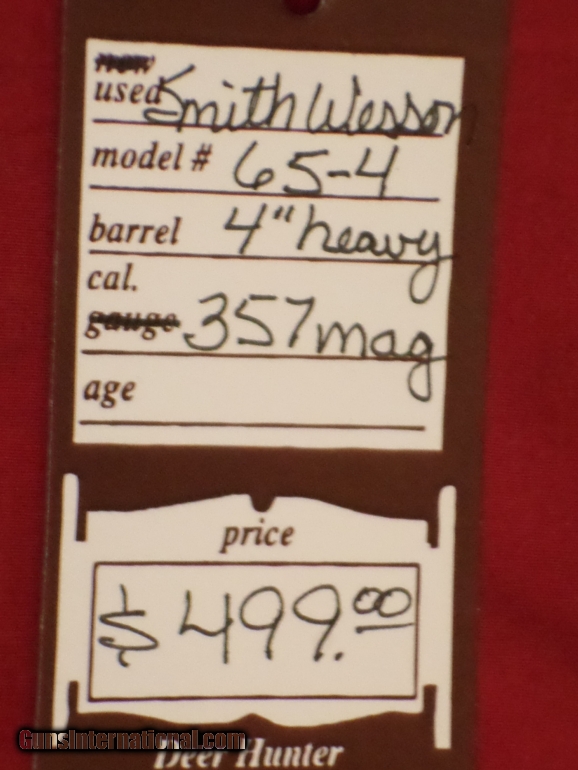 new
used Smith Wesson
model # 65-4
barrel 4" heavy
cal.
gauge 357 mag
age
price
$ 499.00
GunsInternational.com
Deer Hunter